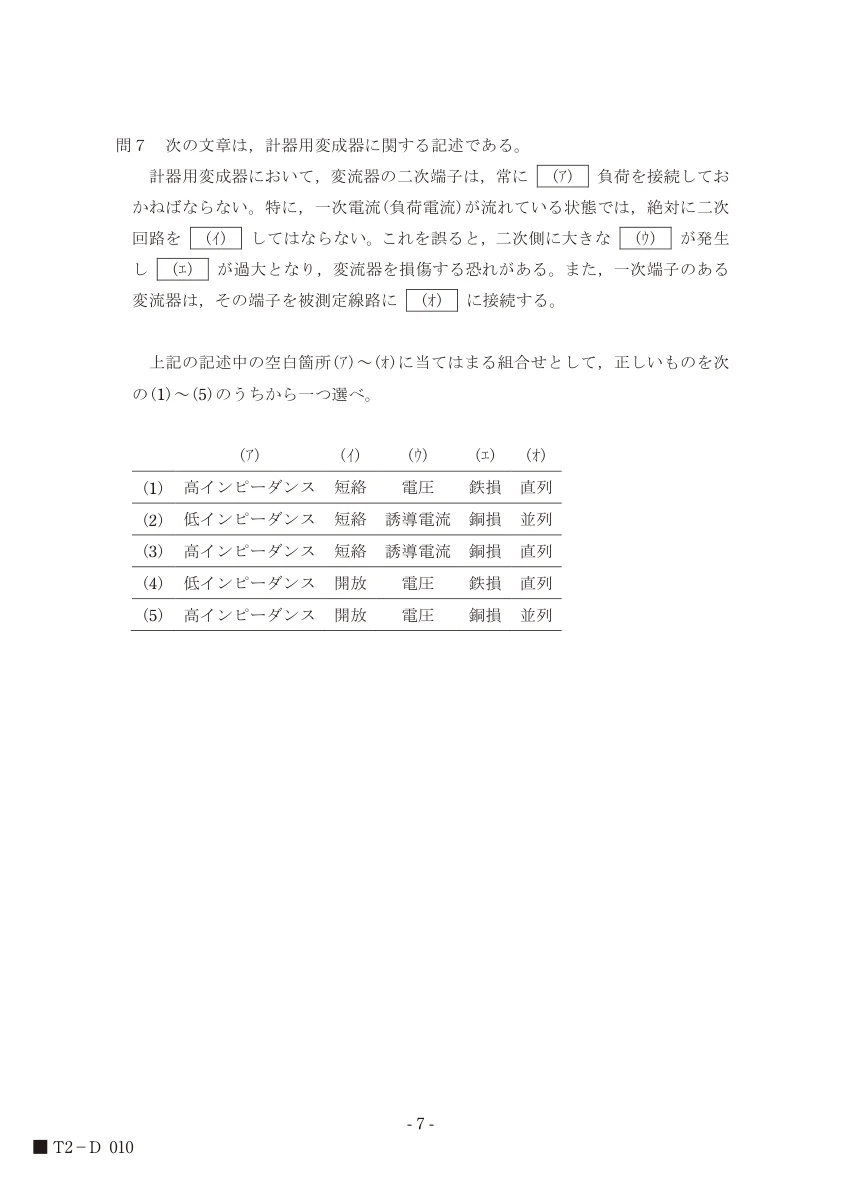 問７　次の文章は，計器用変成器に関する記述である。
計器用変成器において，変流器の二次端子は，常に (ｱ) 負荷を接続してお
かねばならない。特に，一次電流(負荷電流)が流れている状態では，絶対に二次
回路を (ｲ) してはならない。これを誤ると，二次側に大きな (ｳ) が発生
し (ｴ) が過大となり，変流器を損傷する恐れがある。また，一次端子のある
変流器は，その端子を被測定線路に (ｵ) に接続する。
上記の記述中の空白箇所(ｱ)～(ｵ)に当てはまる組合せとして，正しいものを次
の(1)～(5)のうちから一つ選べ。
(ｱ) (ｲ) (ｳ) (ｴ) (ｵ)
(1) 高インピーダンス 短絡 電圧 鉄損 直列
(2) 低インピーダンス 短絡 誘導電流 銅損 並列
(3) 高インピーダンス 短絡 誘導電流 銅損 直列
(4) 低インピーダンス 開放 電圧 鉄損 直列
(5) 高インピーダンス 開放 電圧 銅損 並列
- 7 -
■ T2－D 010